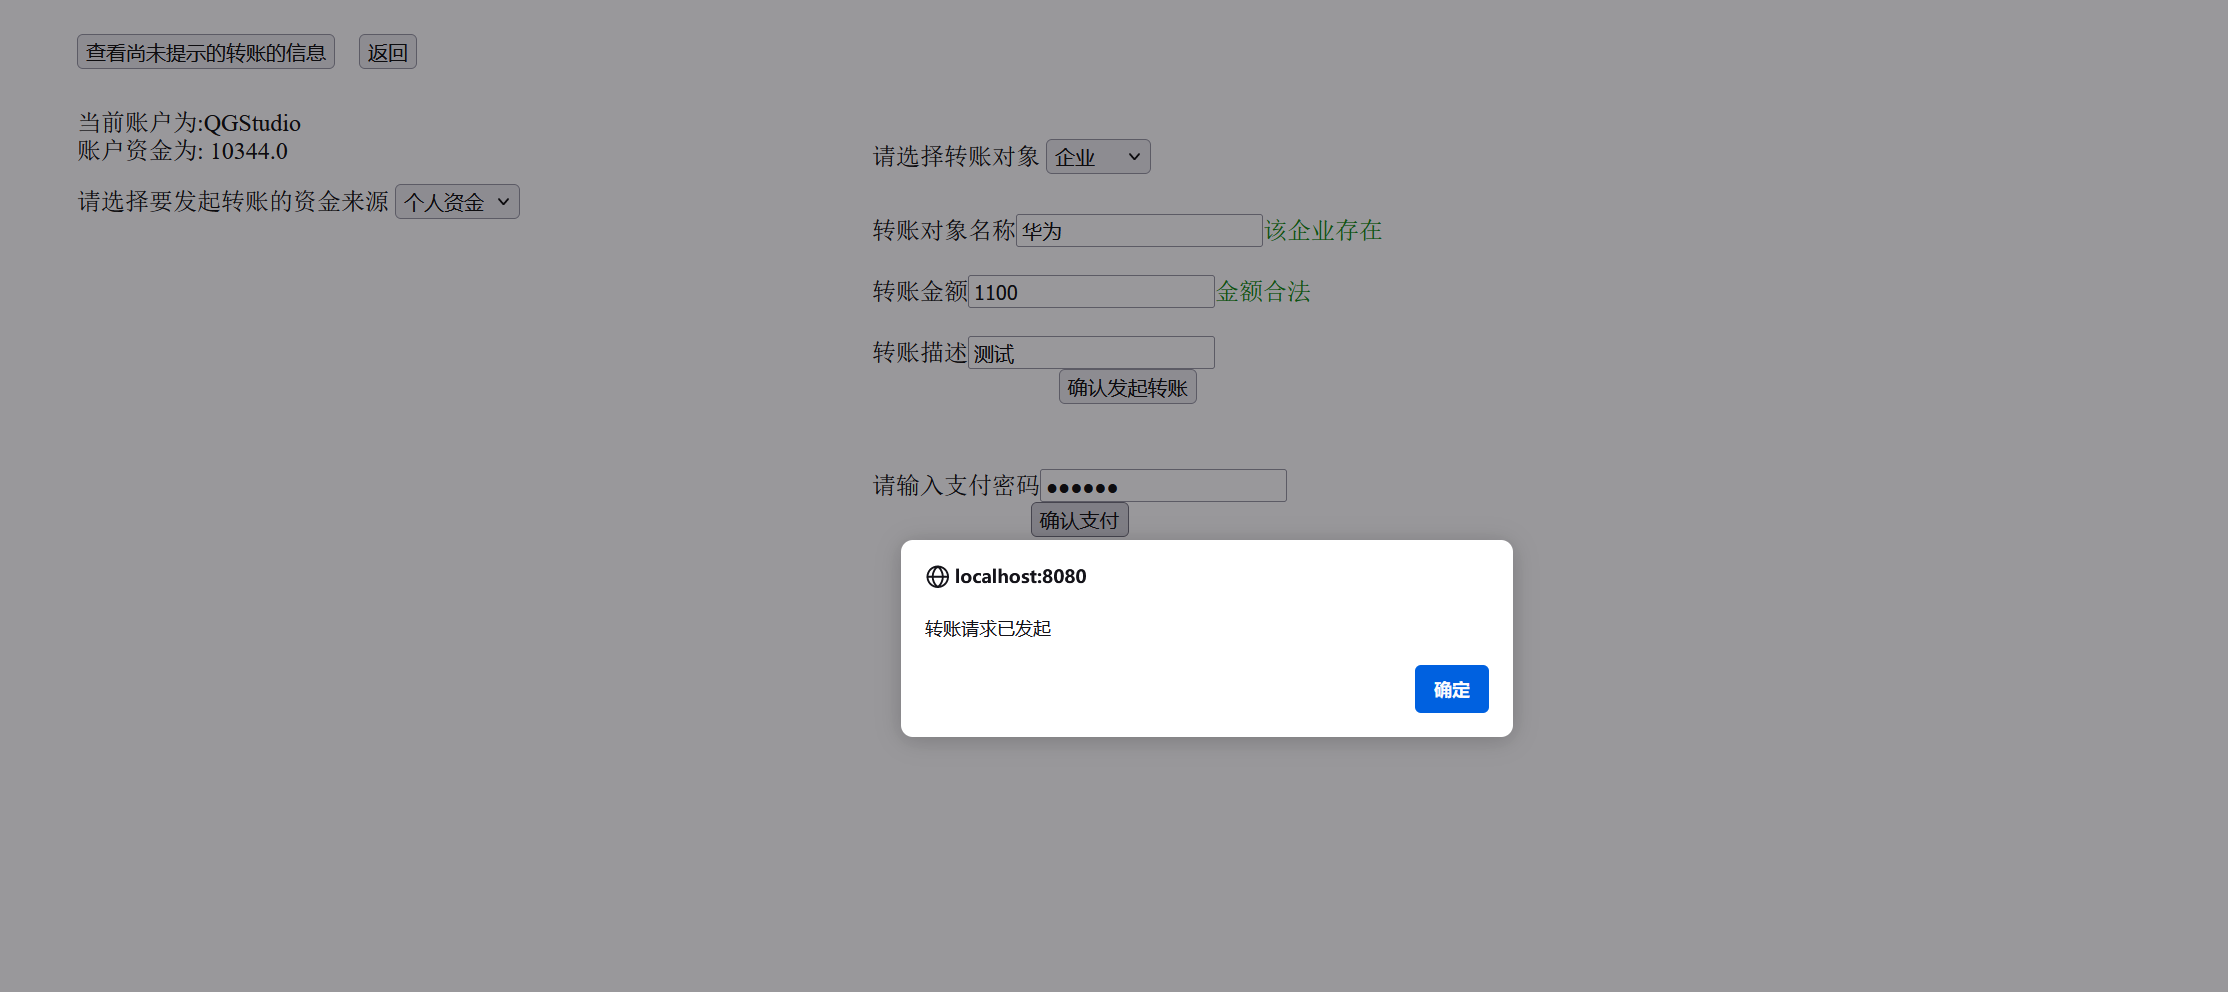 查看尚未提示的转账的信息 返回
当前账户为:QGStudio
账户资金为: 10344.0
请选择要发起转账的资金来源 个人资金
请选择转账对象 企业
转账对象名称 华为 该企业存在
转账金额 1100 金额合法
转账描述 测试
确认发起转账
请输入支付密码 ●●●●●●
确认支付
localhost:8080
转账请求已发起
确定